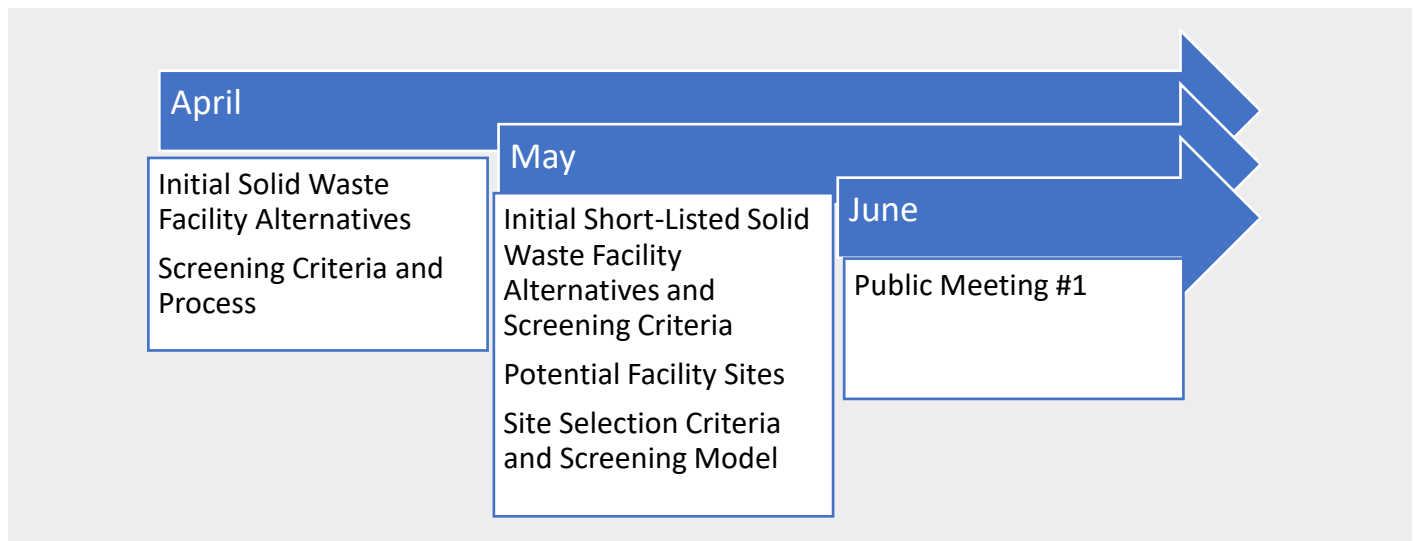 April
Initial Solid Waste
Facility Alternatives
Screening Criteria and
Process
May
Initial Short-Listed Solid
Waste Facility
Alternatives and
Screening Criteria
Potential Facility Sites
Site Selection Criteria
and Screening Model
June
Public Meeting #1